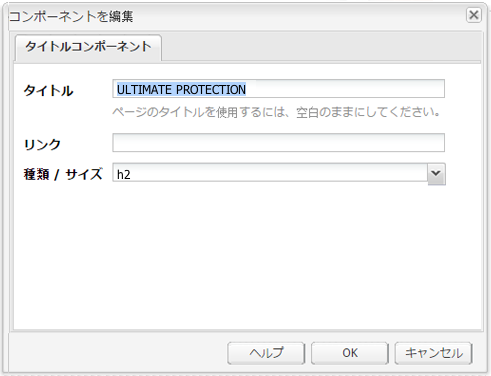 コンポーネントを編集
タイトルコンポーネント
タイトル
ULTIMATE PROTECTION
ページのタイトルを使用するには、空白のままにしてください。
リンク
種類 / サイズ
h2
ヘルプ
OK
キャンセル